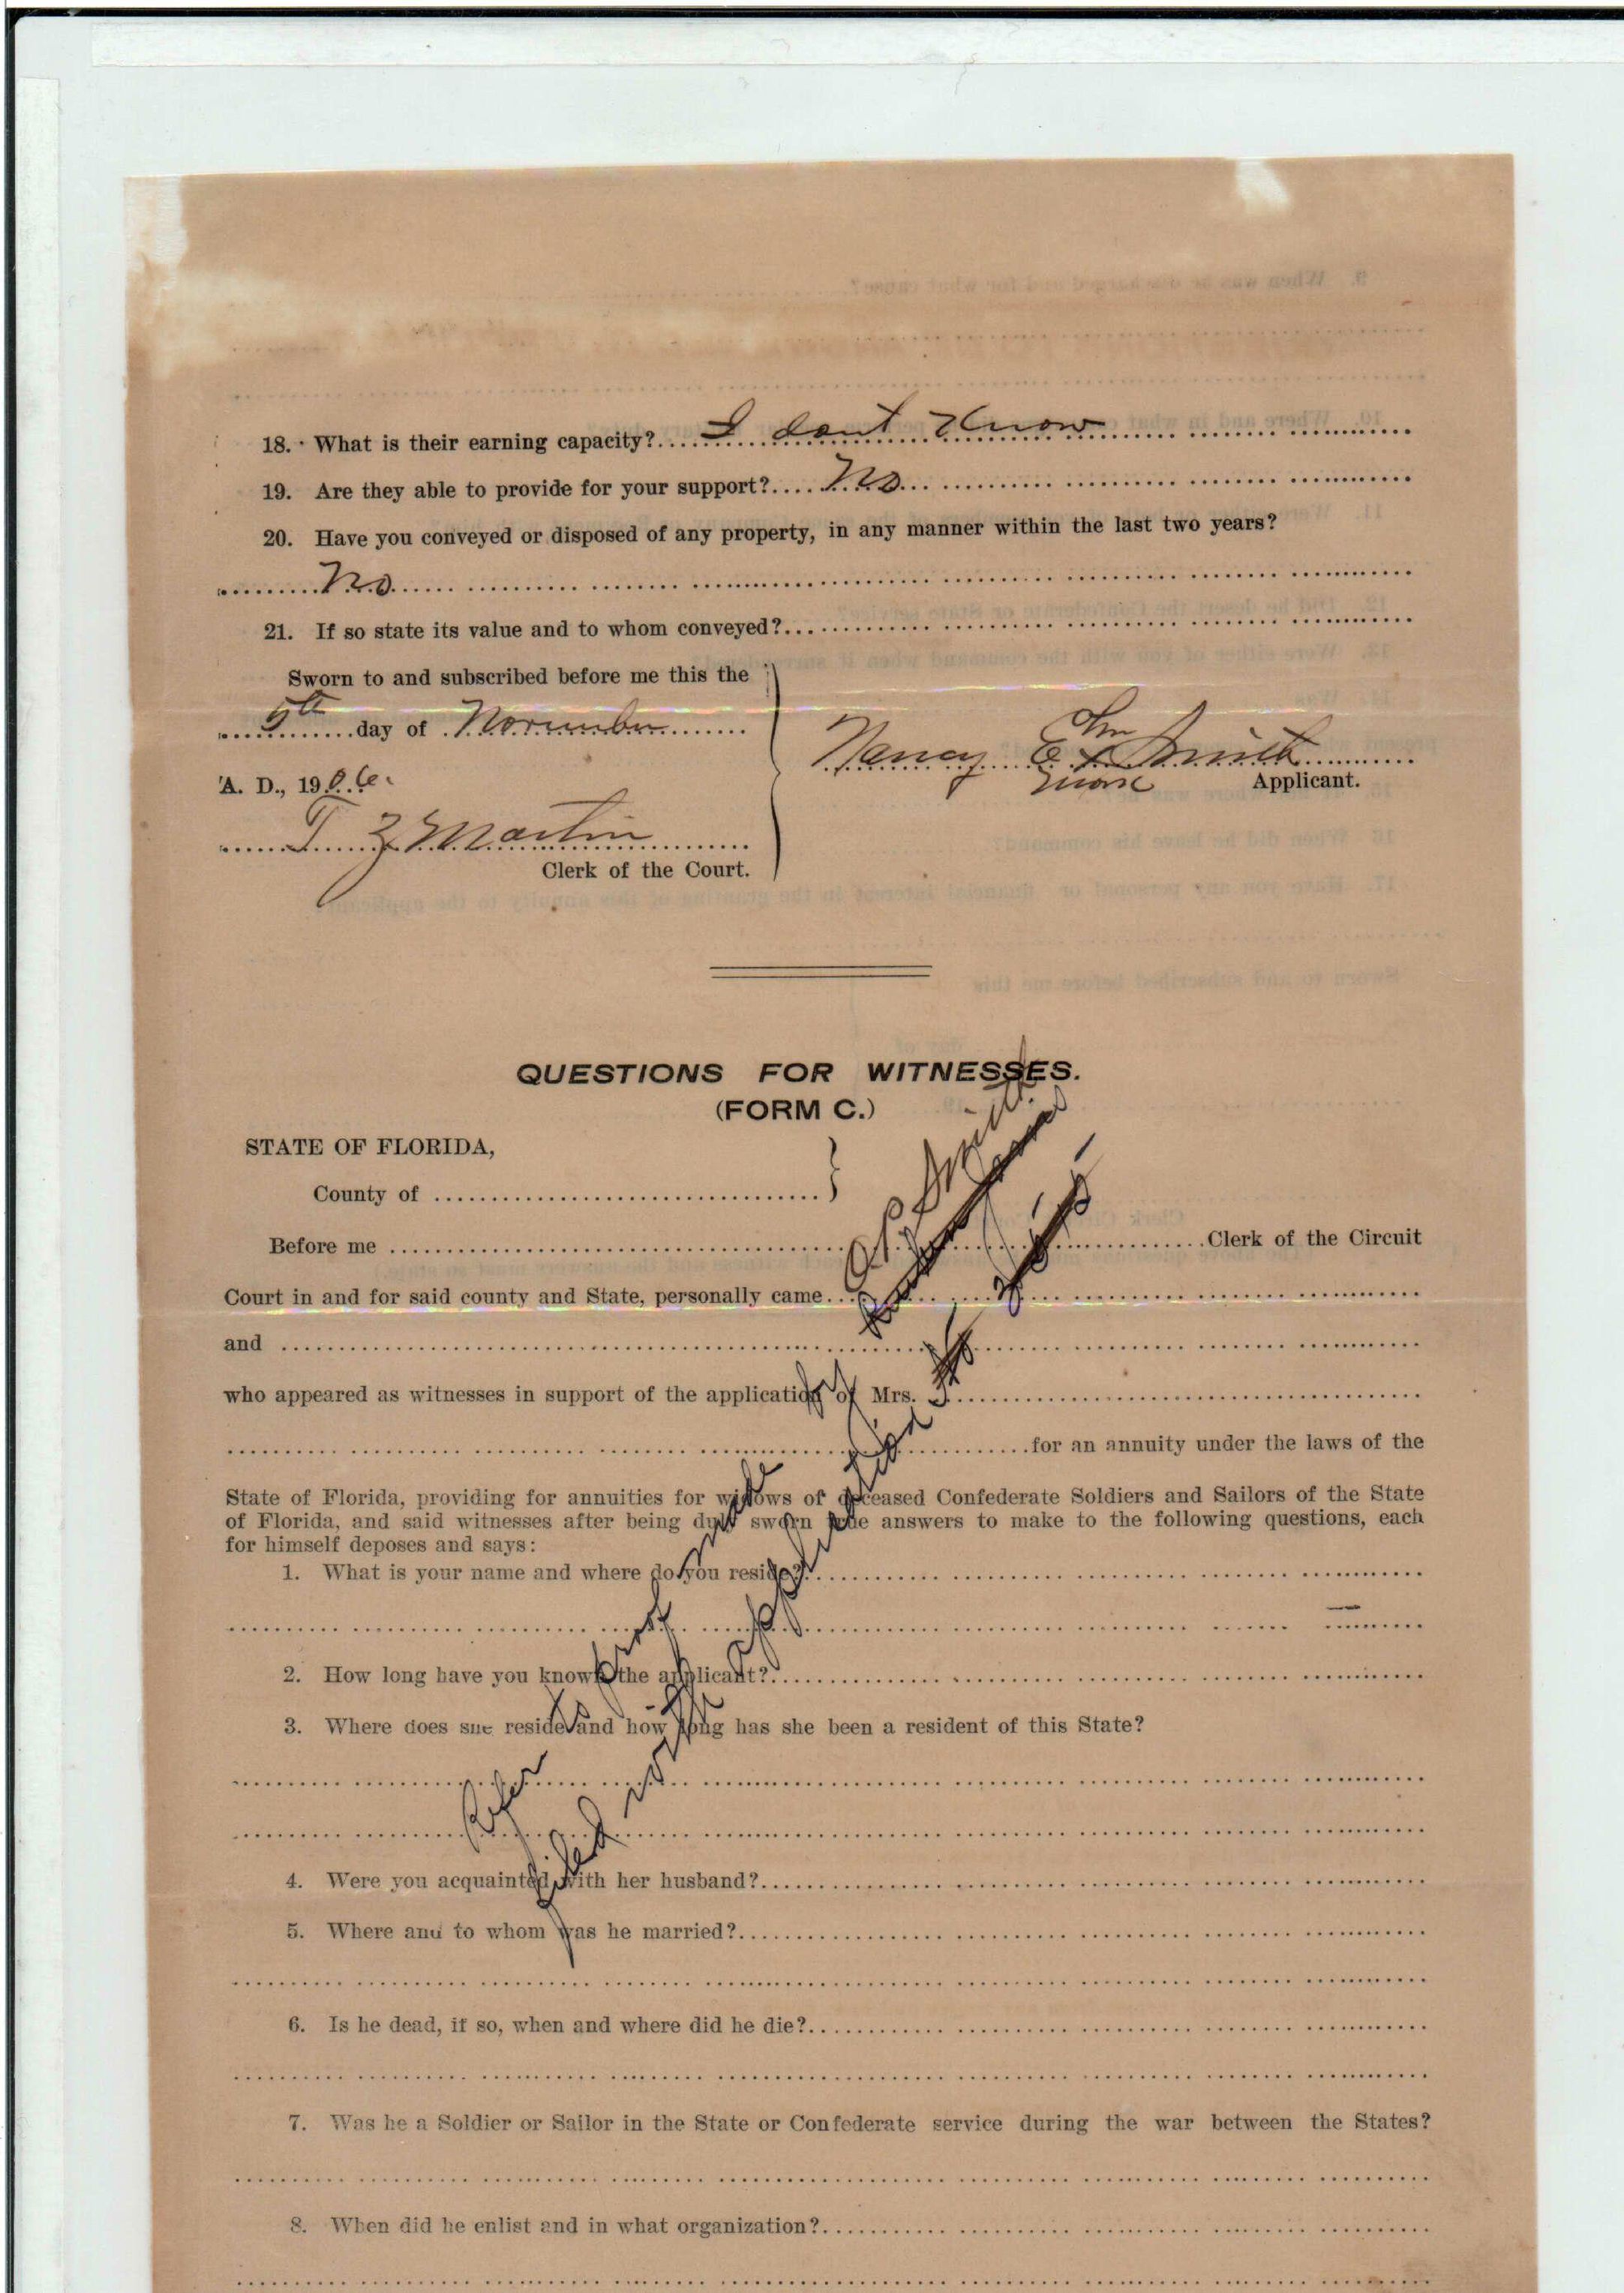 18. What is their earning capacity? I dont Know
19. Are they able to provide for your support? No
20. Have you conveyed or disposed of any property, in any manner within the last two years?
No
21. If so state its value and to whom conveyed?
Sworn to and subscribed before me this the
5th day of November
A. D., 1906.
T Z Martin
Clerk of the Court.
her
Nancy E x Smith
mark
Applicant.
QUESTIONS FOR WITNESSES.
(FORM C.)
STATE OF FLORIDA,
County of
Before me Clerk of the Circuit
Court in and for said county and State, personally came
and
who appeared as witnesses in support of the application of Mrs.
for an annuity under the laws of the
State of Florida, providing for annuities for widows of deceased Confederate Soldiers and Sailors of the State
of Florida, and said witnesses after being duly sworn true answers to make to the following questions, each
for himself deposes and says:
1. What is your name and where do you reside?
2. How long have you known the applicant?
3. Where does she reside and how long has she been a resident of this State?
4. Were you acquainted with her husband?
5. Where and to whom was he married?
6. Is he dead, if so, when and where did he die?
7. Was he a Soldier or Sailor in the State or Confederate service during the war between the States?
8. When did he enlist and in what organization?
Refer to proof made by
Filed with application
Smith